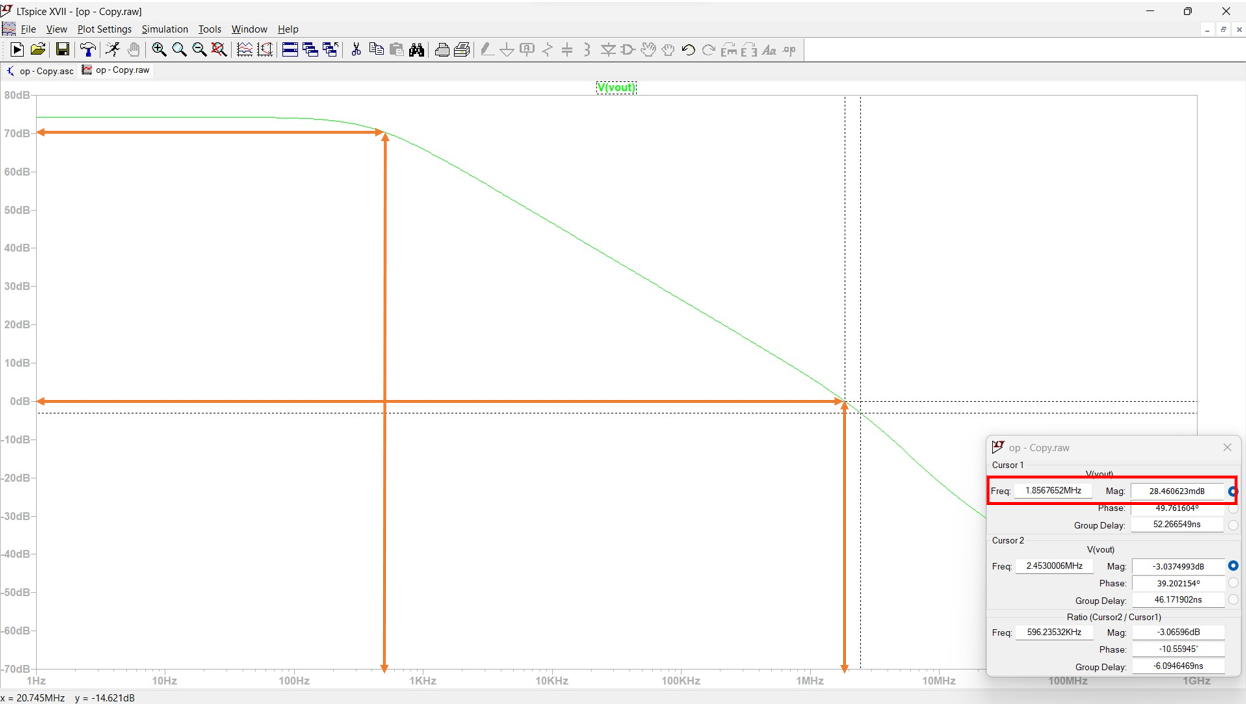 LTspice XVII - [op - Copy.raw]
File View Plot Settings Simulation Tools Window Help
op - Copy.asc op - Copy.raw
V(vout)
80dB
70dB
60dB
50dB
40dB
30dB
20dB
10dB
0dB
-10dB
-20dB
-30dB
-40dB
-50dB
-60dB
-70dB
1Hz 10Hz 100Hz 1KHz 10KHz 100KHz 1MHz 10MHz 100MHz 1GHz
op - Copy.raw
Cursor 1
V(vout)
Freq: 1.8567652MHz Mag: 28.460623mdB
Phase: 49.761604°
Group Delay: 52.266549ns
Cursor 2
V(vout)
Freq: 2.4530006MHz Mag: -3.0374993dB
Phase: 39.202154°
Group Delay: 46.171902ns
Ratio (Cursor2 / Cursor1)
Freq: 596.23532KHz Mag: -3.06596dB
Phase: -10.55945°
Group Delay: -6.0946469ns
x = 20.745MHz y = -14.621dB